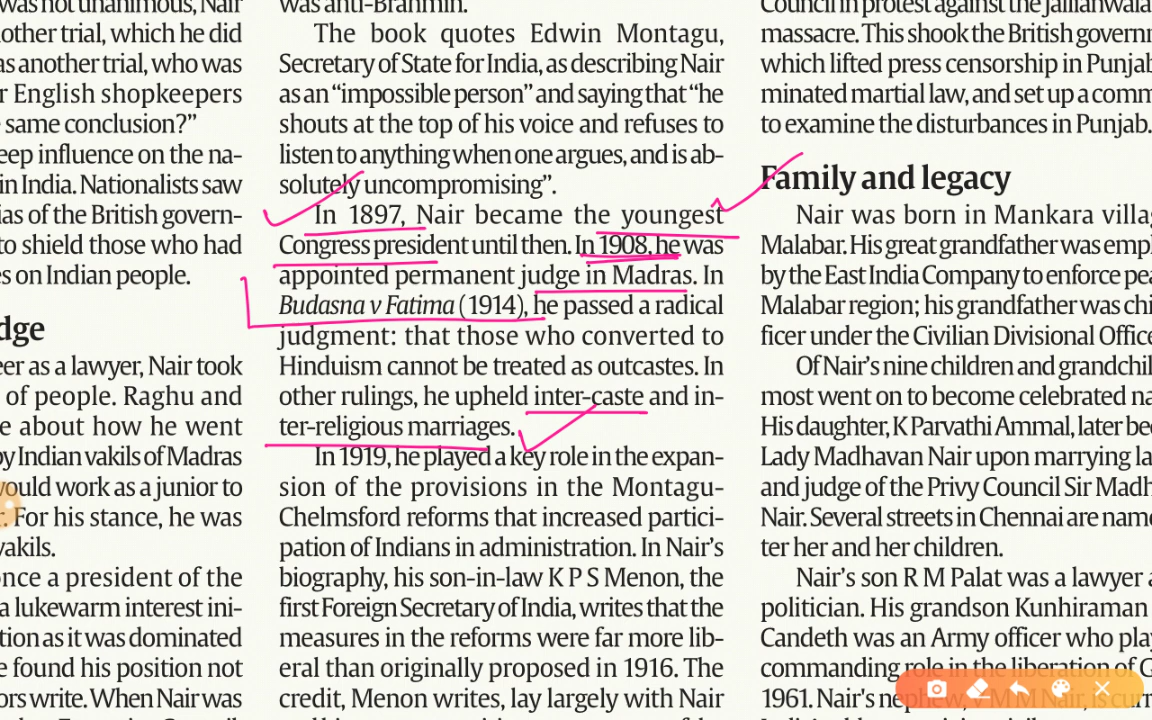 was not unanimous, Nair
other trial, which he did
as another trial, who was
r English shopkeepers
same conclusion?”
eep influence on the na-
in India. Nationalists saw
ias of the British govern-
to shield those who had
es on Indian people.
dge
eer as a lawyer, Nair took
of people. Raghu and
e about how he went
by Indian vakils of Madras
would work as a junior to
. For his stance, he was
vakils.
once a president of the
a lukewarm interest ini-
tion as it was dominated
e found his position not
ors write. When Nair was
was anti-Brahmin.
The book quotes Edwin Montagu,
Secretary of State for India, as describing Nair
as an “impossible person” and saying that “he
shouts at the top of his voice and refuses to
listen to anything when one argues, and is ab-
solutely uncompromising”.
In 1897, Nair became the youngest
Congress president until then. In 1908, he was
appointed permanent judge in Madras. In
Budasna v Fatima (1914), he passed a radical
judgment: that those who converted to
Hinduism cannot be treated as outcastes. In
other rulings, he upheld inter-caste and in-
ter-religious marriages.
In 1919, he played a key role in the expan-
sion of the provisions in the Montagu-
Chelmsford reforms that increased partici-
pation of Indians in administration. In Nair’s
biography, his son-in-law K P S Menon, the
first Foreign Secretary of India, writes that the
measures in the reforms were far more lib-
eral than originally proposed in 1916. The
credit, Menon writes, lay largely with Nair
Council in protest against the Jallianwala
massacre. This shook the British governm
which lifted press censorship in Punjab
minated martial law, and set up a comm
to examine the disturbances in Punjab.
Family and legacy
Nair was born in Mankara villag
Malabar. His great grandfather was empl
by the East India Company to enforce pea
Malabar region; his grandfather was chi
ficer under the Civilian Divisional Office
Of Nair’s nine children and grandchil
most went on to become celebrated na
His daughter, K Parvathi Ammal, later bec
Lady Madhavan Nair upon marrying la
and judge of the Privy Council Sir Madh
Nair. Several streets in Chennai are name
ter her and her children.
Nair’s son R M Palat was a lawyer a
politician. His grandson Kunhiraman
Candeth was an Army officer who play
commanding role in the liberation of G
1961. Nair's nephew, V M M Nair, is curr